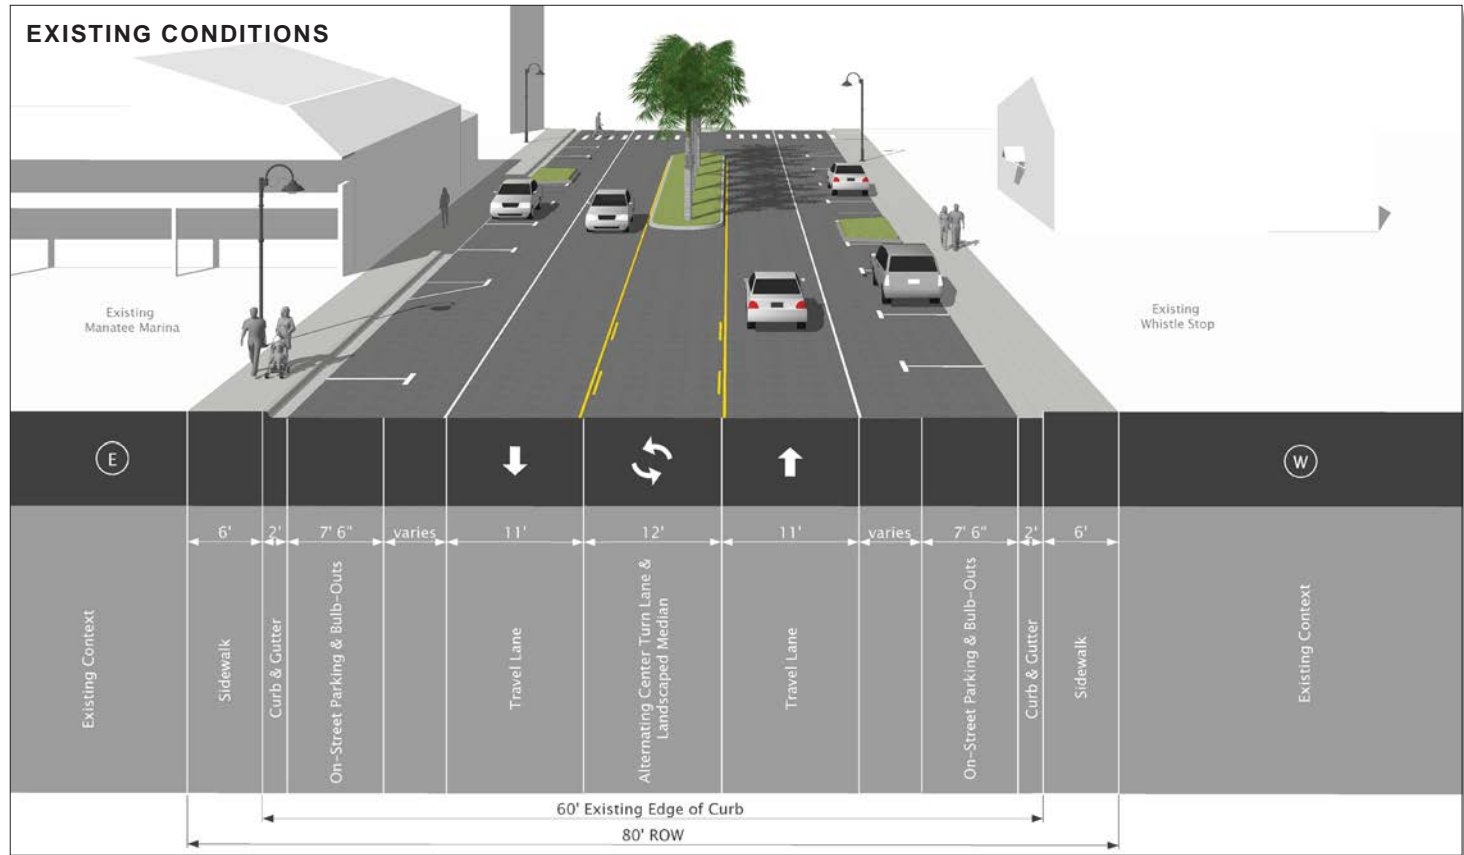 EXISTING CONDITIONS
Existing
Manatee Marina
Existing
Whistle Stop
E
W
6'
2'
7' 6"
varies
11'
12'
11'
varies
7' 6"
2'
6'
Existing Context
Sidewalk
Curb & Gutter
On-Street Parking & Bulb-Outs
Travel Lane
Alternating Center Turn Lane &
Landscaped Median
Travel Lane
On-Street Parking & Bulb-Outs
Curb & Gutter
Sidewalk
Existing Context
60' Existing Edge of Curb
80' ROW